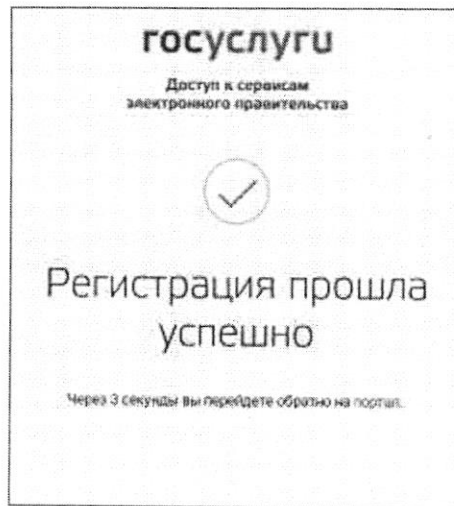 госуслуги
Доступ к сервисам
электронного правительства
Регистрация прошла
успешно
Через 3 секунды вы перейдете обратно на портал.